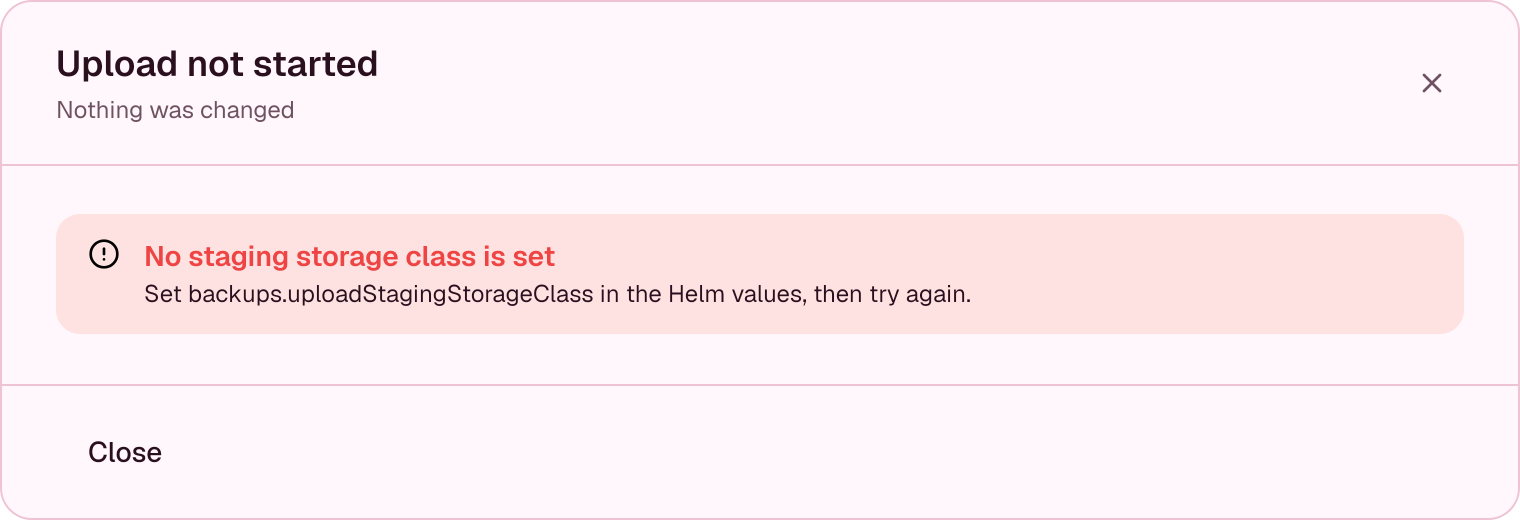 Upload not started
Nothing was changed
No staging storage class is set
Set backups.uploadStagingStorageClass in the Helm values, then try again.
Close